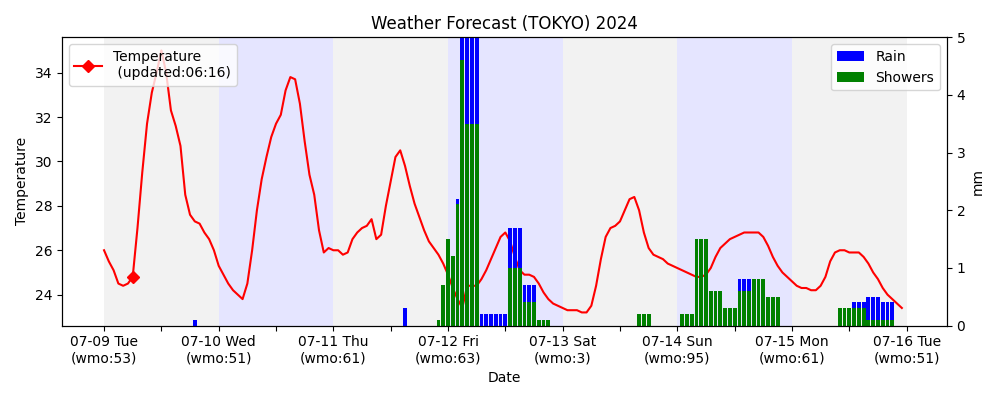 Weather Forecast (TOKYO) 2024
Temperature
(updated:06:16)
Rain
Showers
Temperature
34
32
30
28
26
24
5
4
3
2
1
0
mm
07-09 Tue
(wmo:53)
07-10 Wed
(wmo:51)
07-11 Thu
(wmo:61)
07-12 Fri
(wmo:63)
07-13 Sat
(wmo:3)
07-14 Sun
(wmo:95)
07-15 Mon
(wmo:61)
07-16 Tue
(wmo:51)
Date